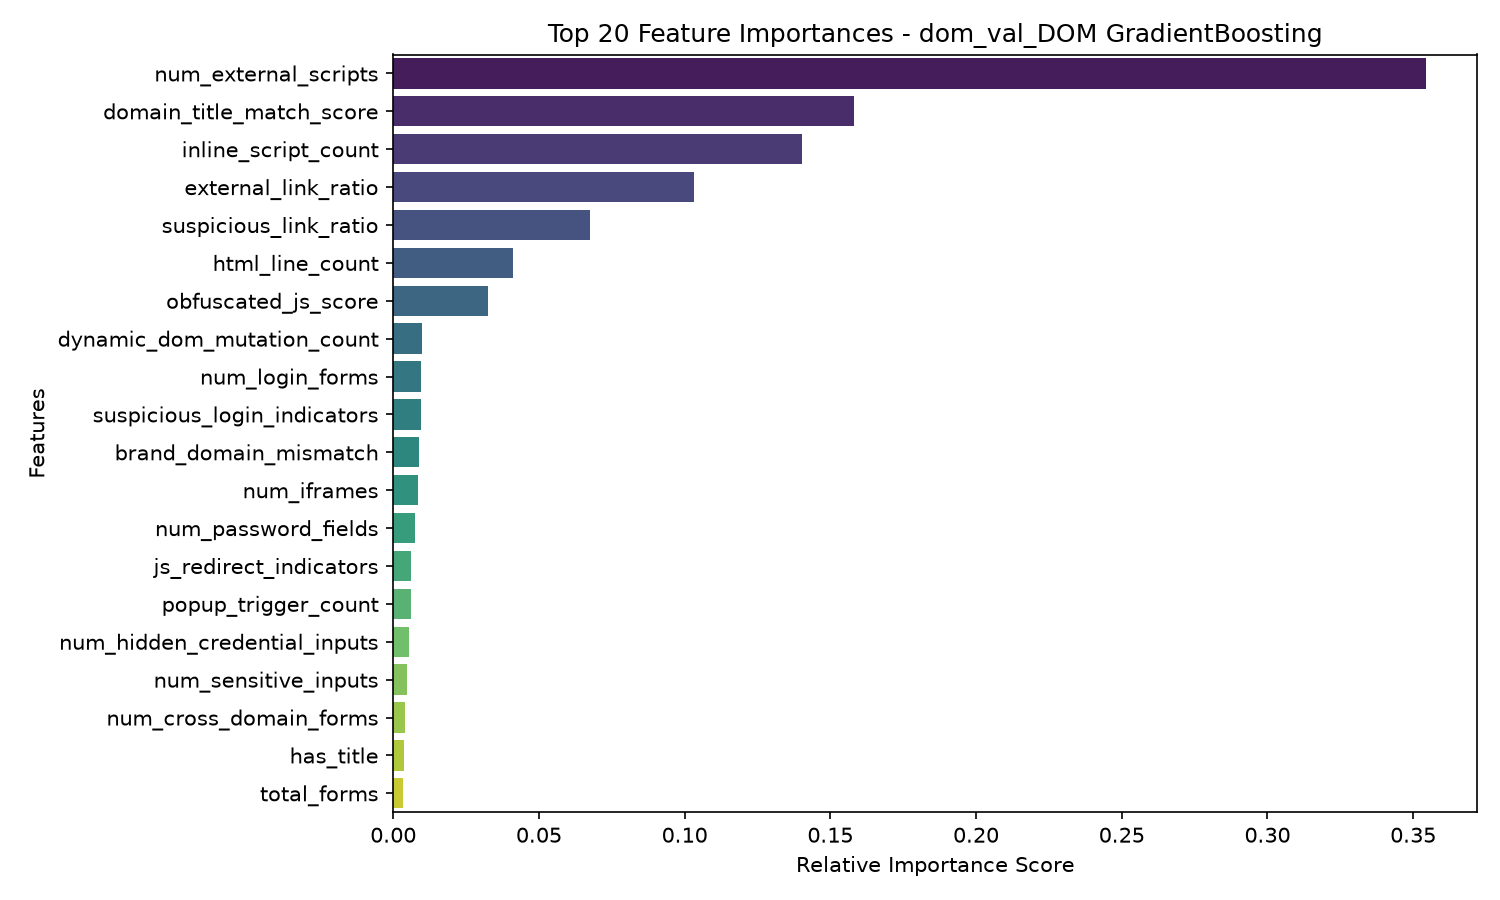 Top 20 Feature Importances - dom_val_DOM GradientBoosting
num_external_scripts
domain_title_match_score
inline_script_count
external_link_ratio
suspicious_link_ratio
html_line_count
obfuscated_js_score
dynamic_dom_mutation_count
num_login_forms
suspicious_login_indicators
brand_domain_mismatch
num_iframes
num_password_fields
js_redirect_indicators
popup_trigger_count
num_hidden_credential_inputs
num_sensitive_inputs
num_cross_domain_forms
has_title
total_forms
Features
0.00 0.05 0.10 0.15 0.20 0.25 0.30 0.35
Relative Importance Score